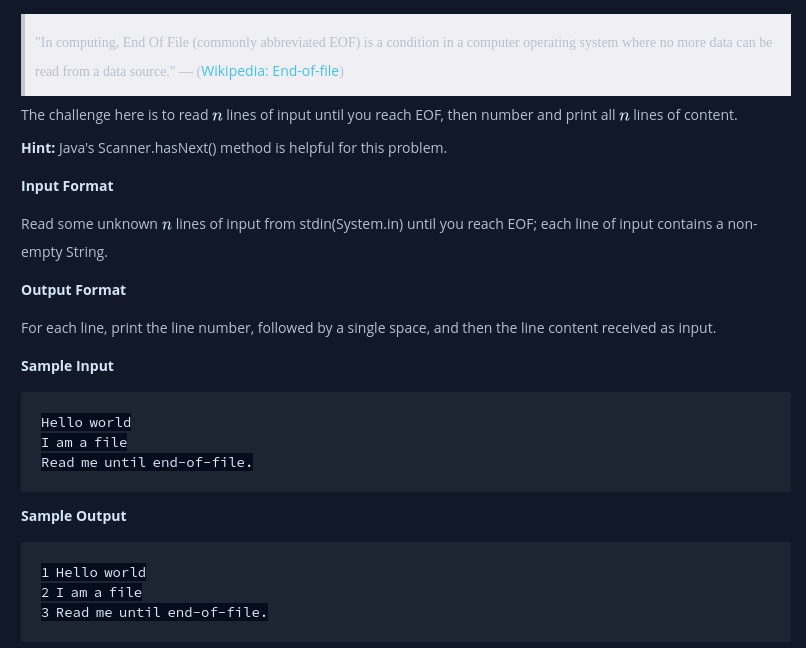 "In computing, End Of File (commonly abbreviated EOF) is a condition in a computer operating system where no more data can be
read from a data source." — (Wikipedia: End-of-file)
The challenge here is to read n lines of input until you reach EOF, then number and print all n lines of content.
Hint: Java's Scanner.hasNext() method is helpful for this problem.
Input Format
Read some unknown n lines of input from stdin(System.in) until you reach EOF; each line of input contains a non-
empty String.
Output Format
For each line, print the line number, followed by a single space, and then the line content received as input.
Sample Input
Hello world
I am a file
Read me until end-of-file.
Sample Output
1 Hello world
2 I am a file
3 Read me until end-of-file.